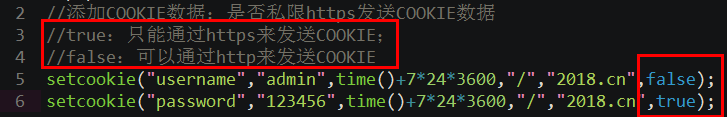 2 //添加COOKIE数据：是否私限https发送COOKIE数据
3 //true：只能通过https来发送COOKIE；
4 //false：可以通过http来发送COOKIE
5 setcookie("username","admin",time()+7*24*3600,"/","2018.cn",false);
6 setcookie("password","123456",time()+7*24*3600,"/","2018.cn",true);